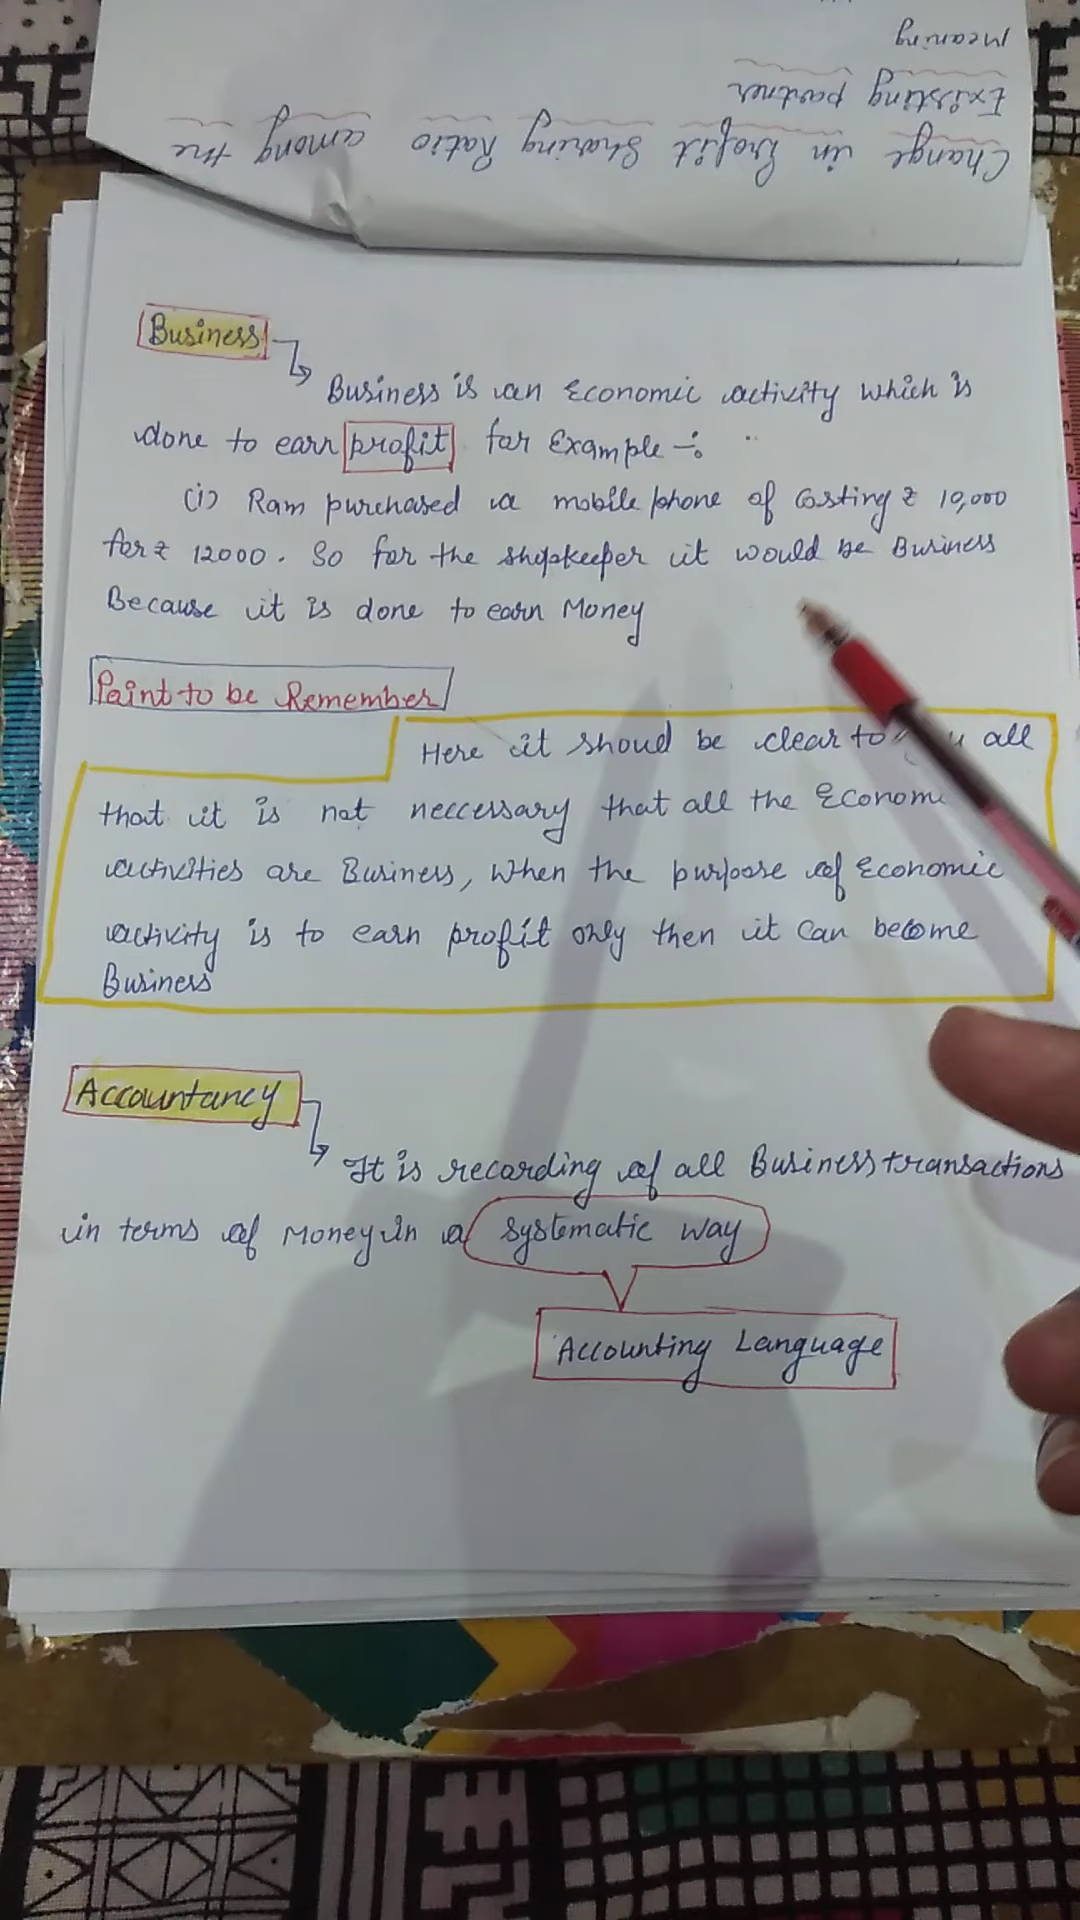 Meaning
Existing partner
Change in Profit Sharing Ratio among the
Business
Business is an Economic activity which is
done to earn profit for Example -:
(i) Ram purchased a mobile phone of Costing ₹ 10,000
for ₹ 12000. So for the shopkeeper it would be Business
Because it is done to earn Money
Point to be Remember
Here it shoud be clear to you all
that it is not neccessary that all the Economi
activities are Business, When the purpose of Economic
activity is to earn profit only then it can become
Business
Accountancy
It is recording of all Business transactions
in terms of Money in a systematic way
Accounting Language